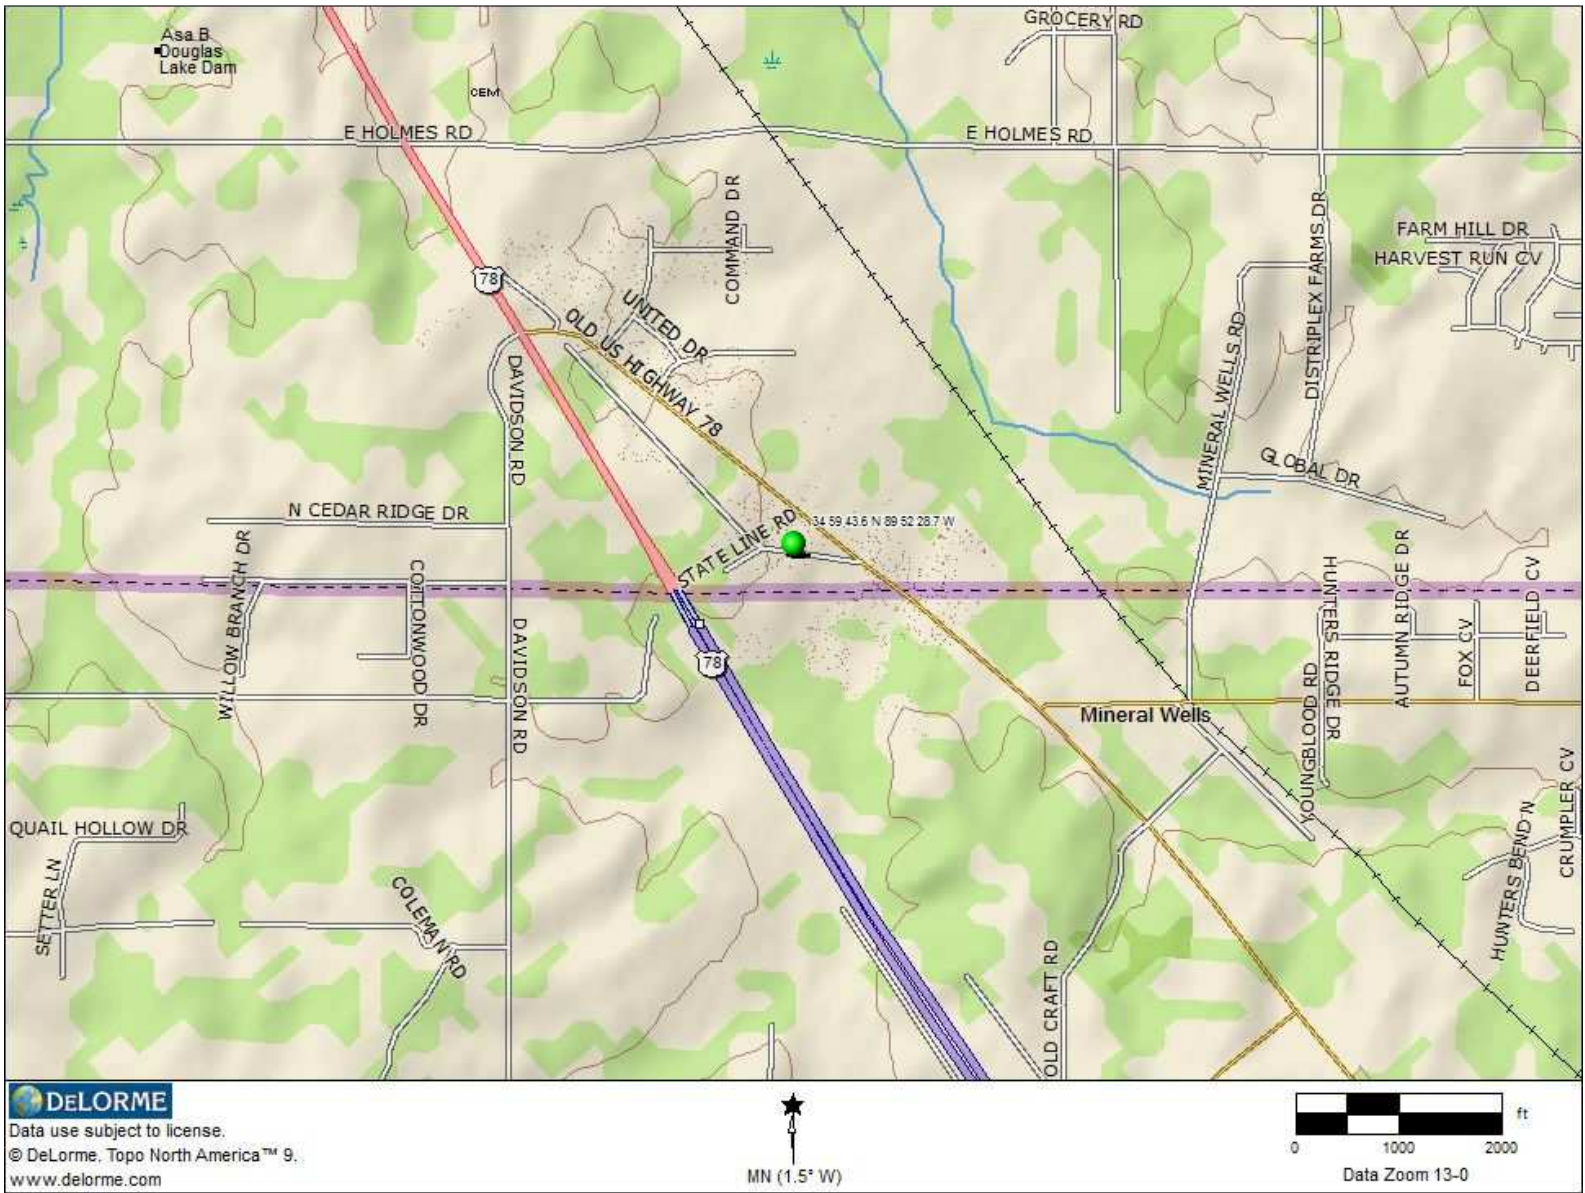 GROCERY RD
Asa B
Douglas
Lake Dam
CEM
E HOLMES RD
E HOLMES RD
COMMAND DR
FARM HILL DR
HARVEST RUN CV
DISTRIPLEX FARMS DR
78
UNITED DR
OLD US HIGHWAY 78
MINERAL WELLS RD
DAVIDSON RD
GLOBAL DR
N CEDAR RIDGE DR
STATE LINE RD
34 59 43.6 N 89 52 28.7 W
WILLOW BRANCH DR
COTTONWOOD DR
DAVIDSON RD
78
HUNTERS RIDGE DR
AUTUMN RIDGE DR
FOX CV
DEERFIELD CV
Mineral Wells
YOUNGBLOOD RD
QUAIL HOLLOW DR
SETTER LN
COLEMAN RD
OLD CRAFT RD
HUNTERS BEND N
CRUMPLER CV
DELORME
Data use subject to license.
© DeLorme. Topo North America™ 9.
www.delorme.com
MN (1.5° W)
ft
0 1000 2000
Data Zoom 13-0